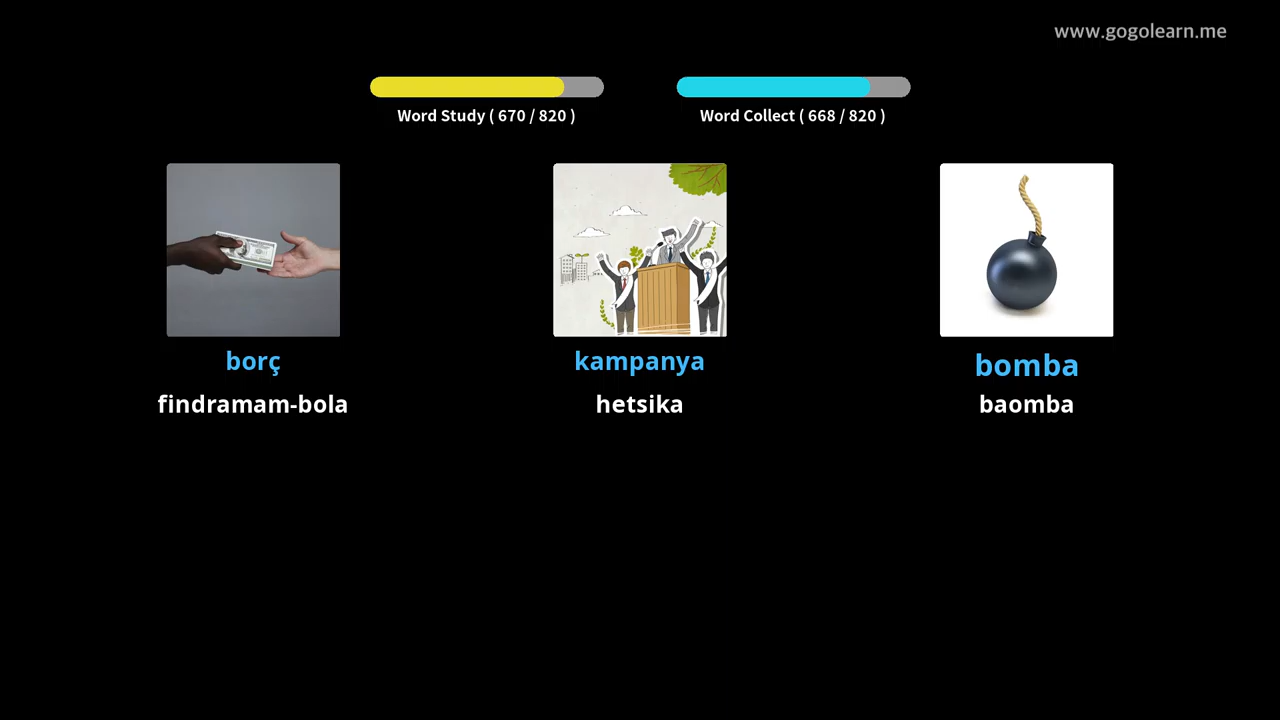 www.gogolearn.me
Word Study ( 670 / 820 )
Word Collect ( 668 / 820 )
borç
kampanya
bomba
findramam-bola
hetsika
baomba